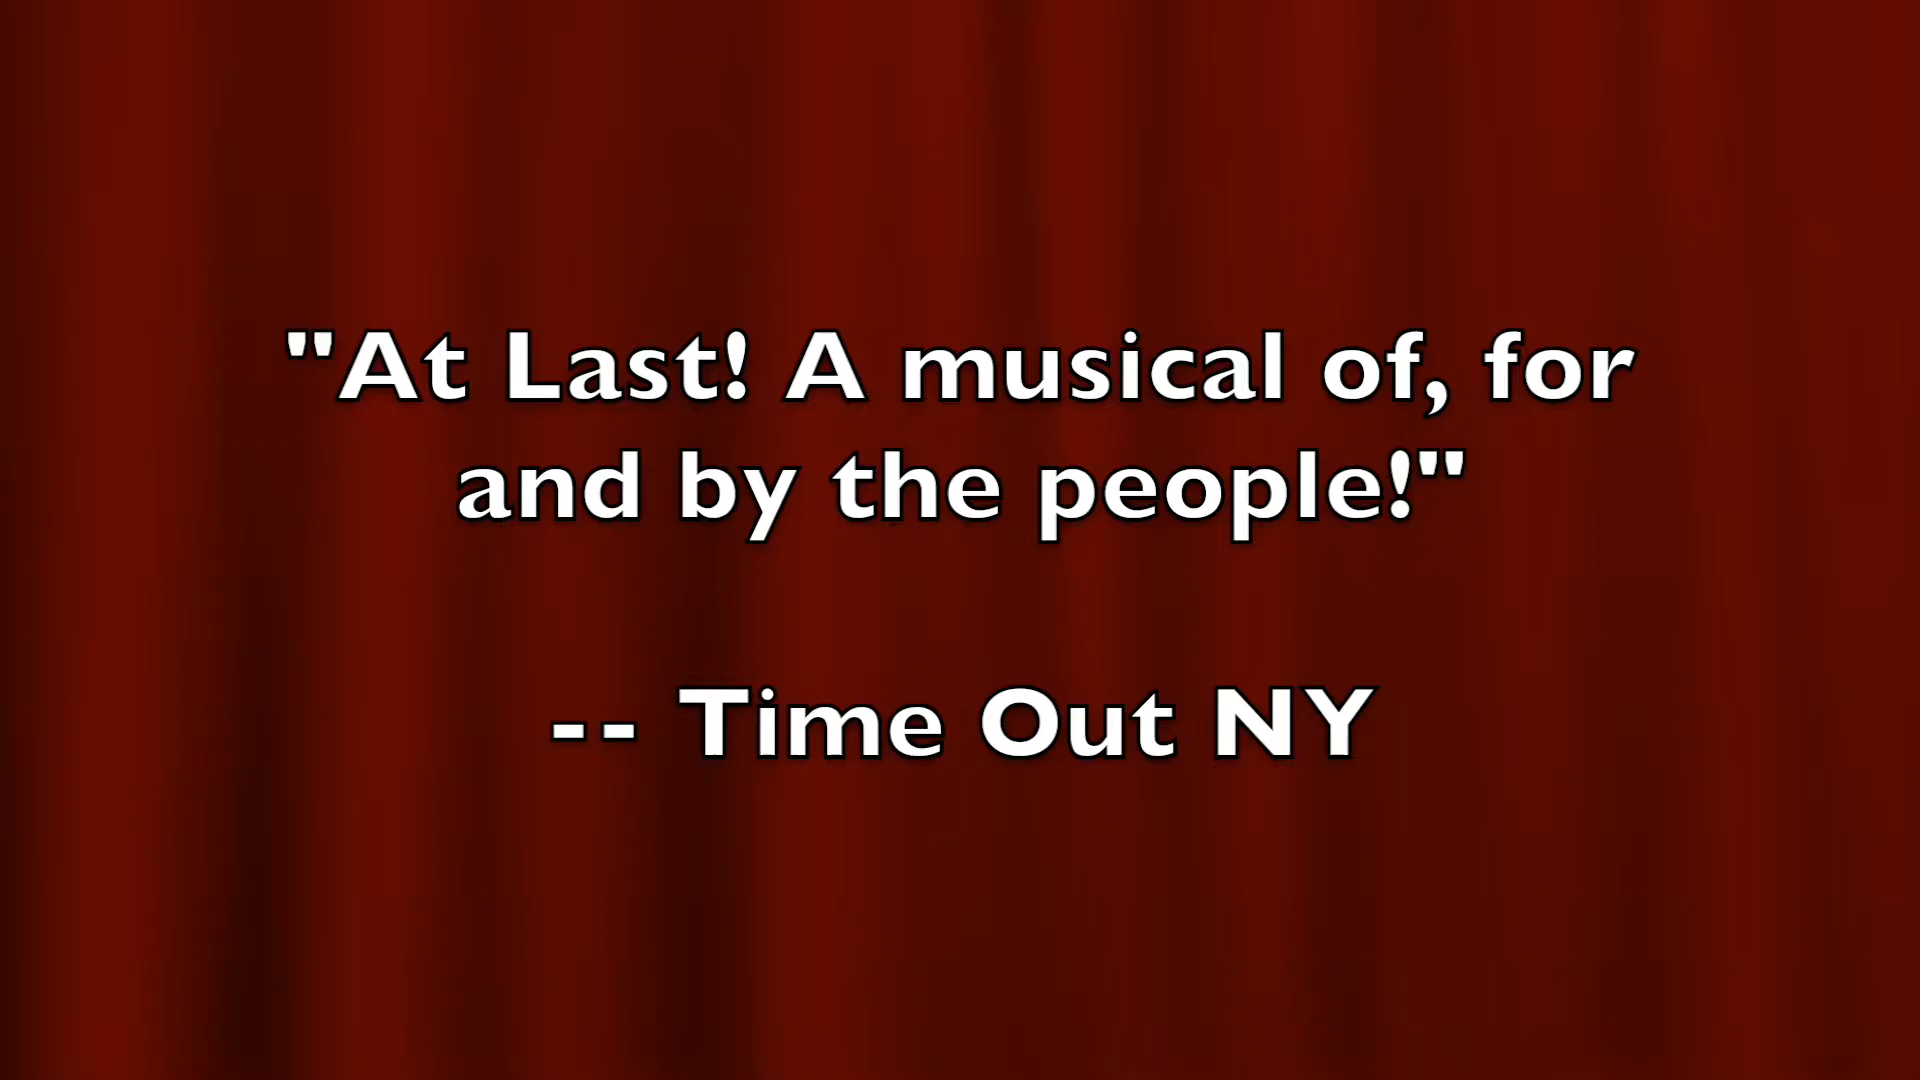 "At Last! A musical of, for
and by the people!"
-- Time Out NY